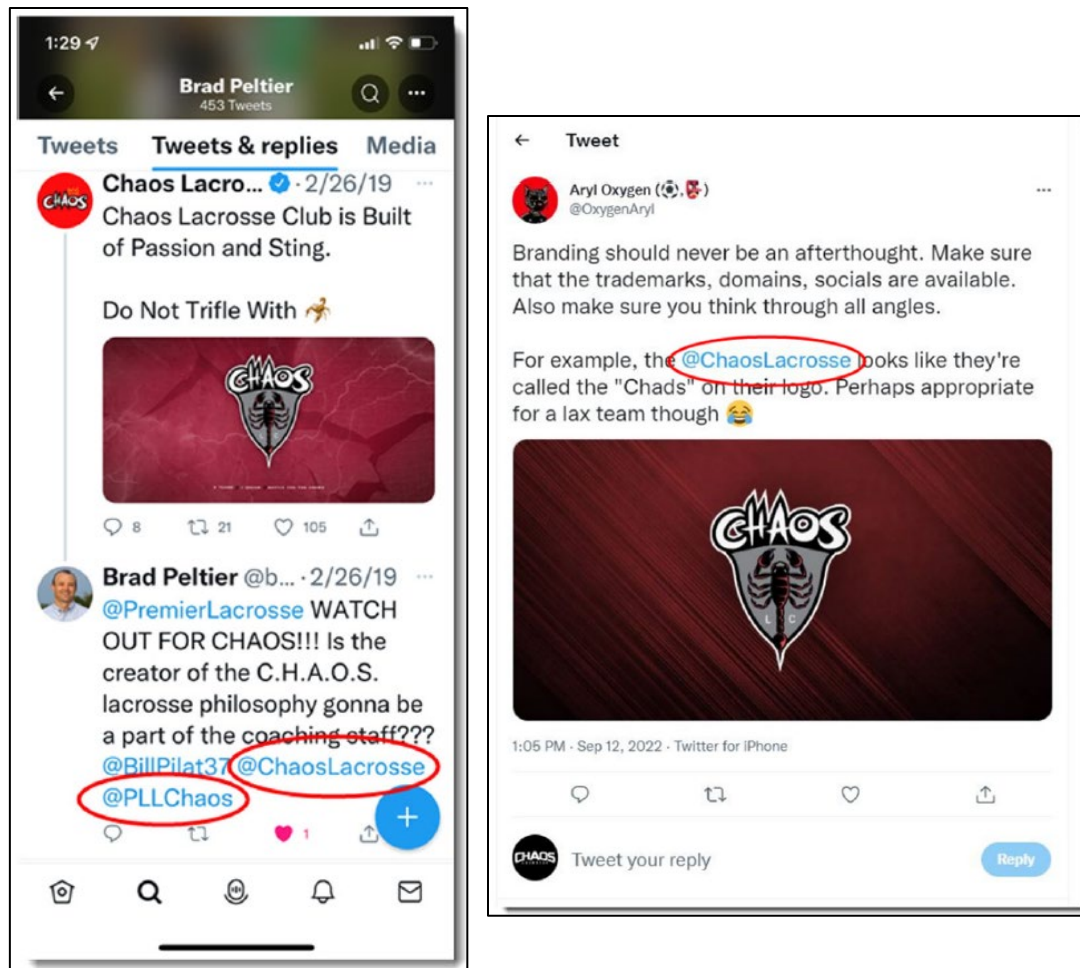 1:29
Brad Peltier
453 Tweets
Tweets Tweets & replies Media
Chaos Lacro... · 2/26/19 ...
Chaos Lacrosse Club is Built
of Passion and Sting.
Do Not Trifle With 🦂
CHAOS
CHAOS
8 21 105
Brad Peltier @b... · 2/26/19 ...
@PremierLacrosse WATCH
OUT FOR CHAOS!!! Is the
creator of the C.H.A.O.S.
lacrosse philosophy gonna be
a part of the coaching staff???
@BillPilat37 @ChaosLacrosse
@PLLChaos
1
+
← Tweet
Aryl Oxygen (⚽,👺)
@OxygenAryl
...
Branding should never be an afterthought. Make sure
that the trademarks, domains, socials are available.
Also make sure you think through all angles.
For example, the @ChaosLacrosse looks like they're
called the "Chads" on their logo. Perhaps appropriate
for a lax team though 😂
CHAOS
L C
1:05 PM · Sep 12, 2022 · Twitter for iPhone
CHAOS
Tweet your reply
Reply